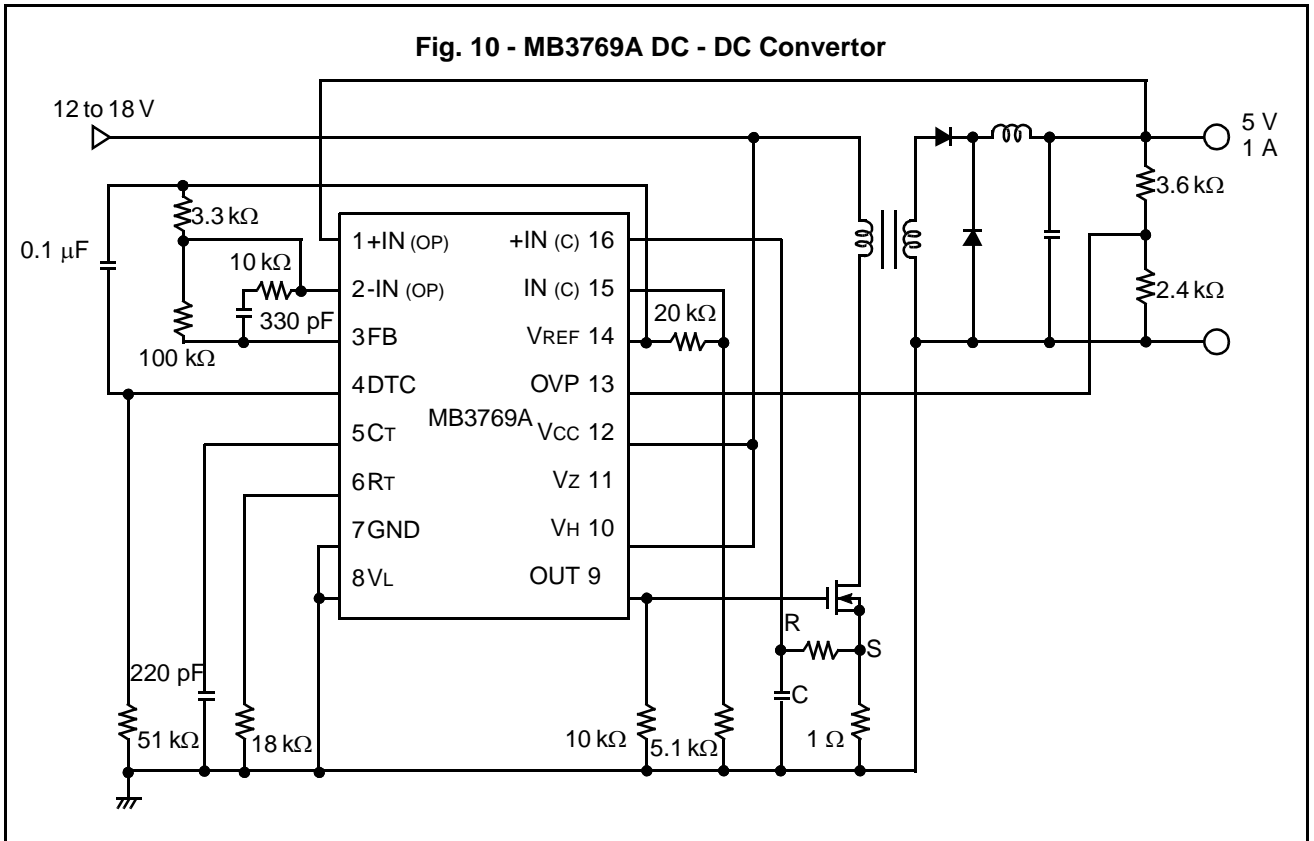 Fig. 10 - MB3769A DC - DC Convertor
12 to 18 V
5 V
1 A
3.6 kΩ
2.4 kΩ
3.3 kΩ
0.1 μF
10 kΩ
330 pF
100 kΩ
1 +IN (OP)
2 -IN (OP)
3 FB
4 DTC
5 CT
6 RT
7 GND
8 VL
MB3769A
+IN (C) 16
IN (C) 15
VREF 14
OVP 13
VCC 12
VZ 11
VH 10
OUT 9
20 kΩ
R
S
C
220 pF
51 kΩ
18 kΩ
10 kΩ
5.1 kΩ
1 Ω